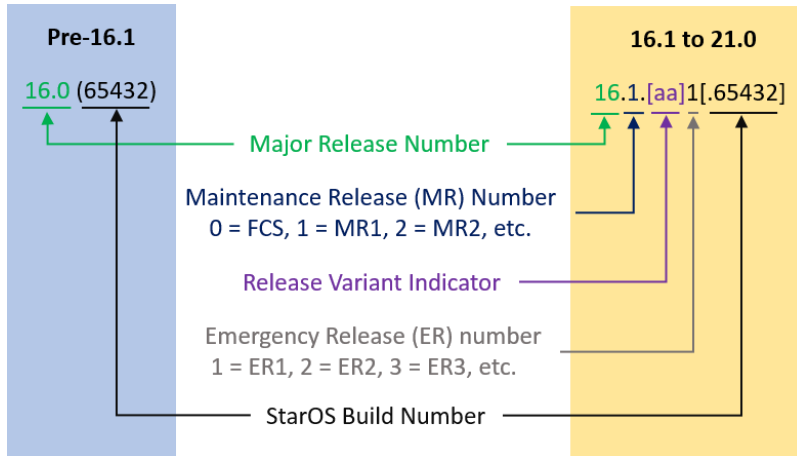 Pre-16.1
16.1 to 21.0
16.0 (65432)
16.1.[aa]1[.65432]
Major Release Number
Maintenance Release (MR) Number
0 = FCS, 1 = MR1, 2 = MR2, etc.
Release Variant Indicator
Emergency Release (ER) number
1 = ER1, 2 = ER2, 3 = ER3, etc.
StarOS Build Number